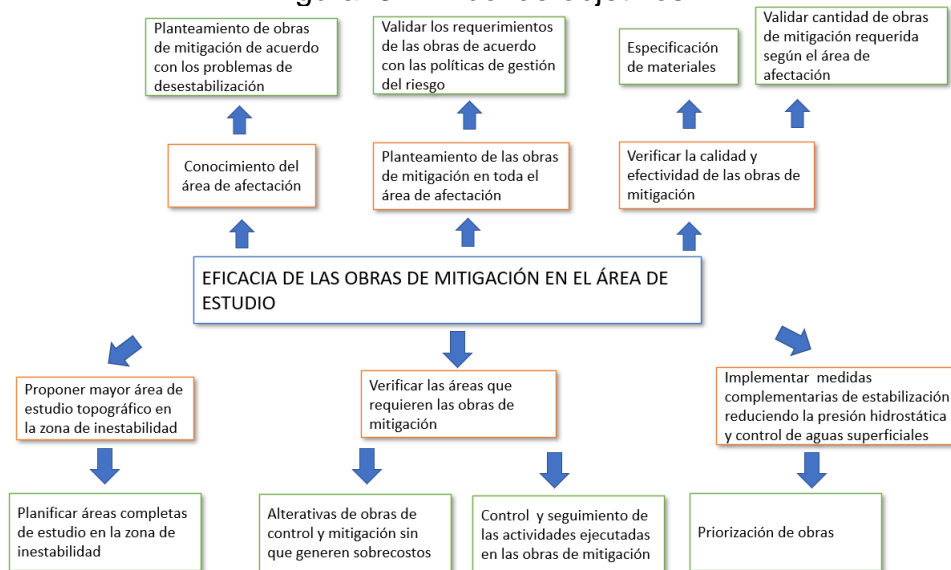 Planteamiento de obras
de mitigación de acuerdo
con los problemas de
desestabilización
Validar los requerimientos
de las obras de acuerdo
con las políticas de gestión
del riesgo
Especificación
de materiales
Validar cantidad de obras
de mitigación requerida
según el área de
afectación
Conocimiento del
área de afectación
Planteamiento de las obras
de mitigación en toda el
área de afectación
Verificar la calidad y
efectividad de las obras de
mitigación
EFICACIA DE LAS OBRAS DE MITIGACIÓN EN EL ÁREA DE
ESTUDIO
Proponer mayor área de
estudio topográfico en
la zona de inestabilidad
Verificar las áreas que
requieren las obras de
mitigación
Implementar medidas
complementarias de estabilización
reduciendo la presión hidrostática
y control de aguas superficiales
Planificar áreas completas
de estudio en la zona de
inestabilidad
Alterativas de obras de
control y mitigación sin
que generen sobrecostos
Control y seguimiento de
las actividades ejecutadas
en las obras de mitigación
Priorización de obras